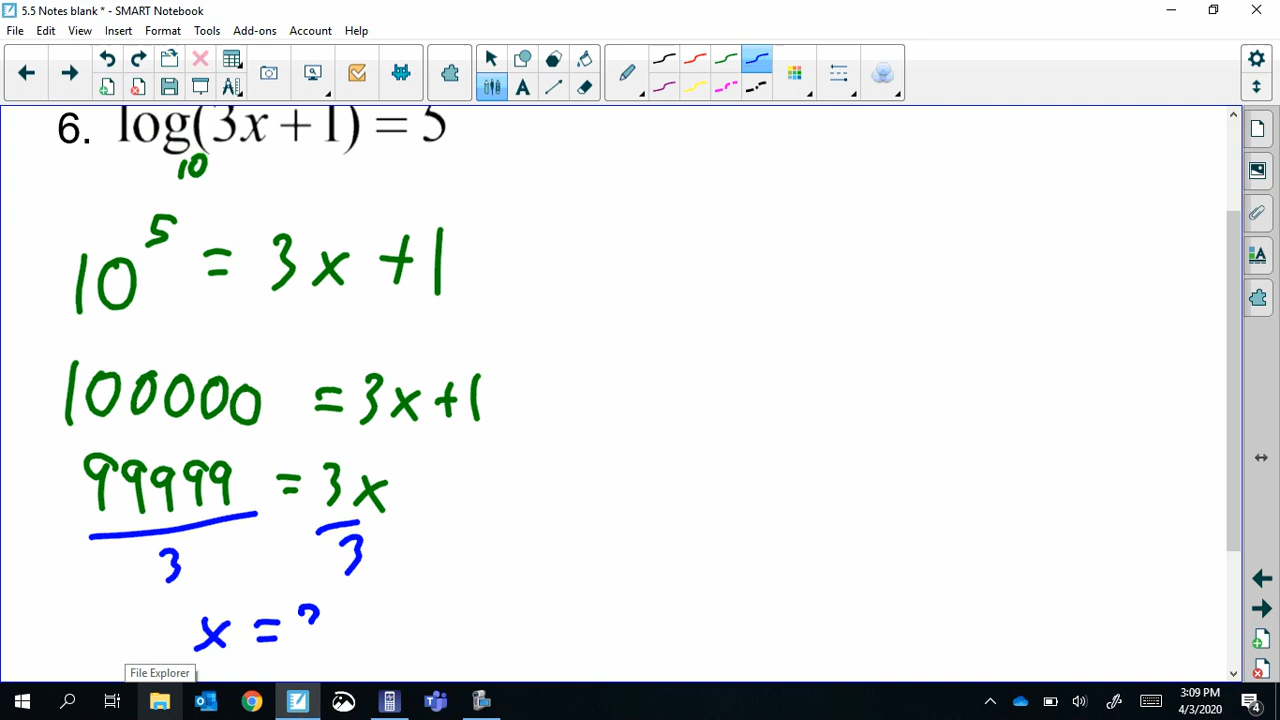 5.5 Notes blank * - SMART Notebook
File Edit View Insert Format Tools Add-ons Account Help
6. log(3x+1) = 5
10
10^5 = 3x + 1
100000 = 3x+1
99999 = 3x
3 3
x =
File Explorer
3:09 PM
4/3/2020
4